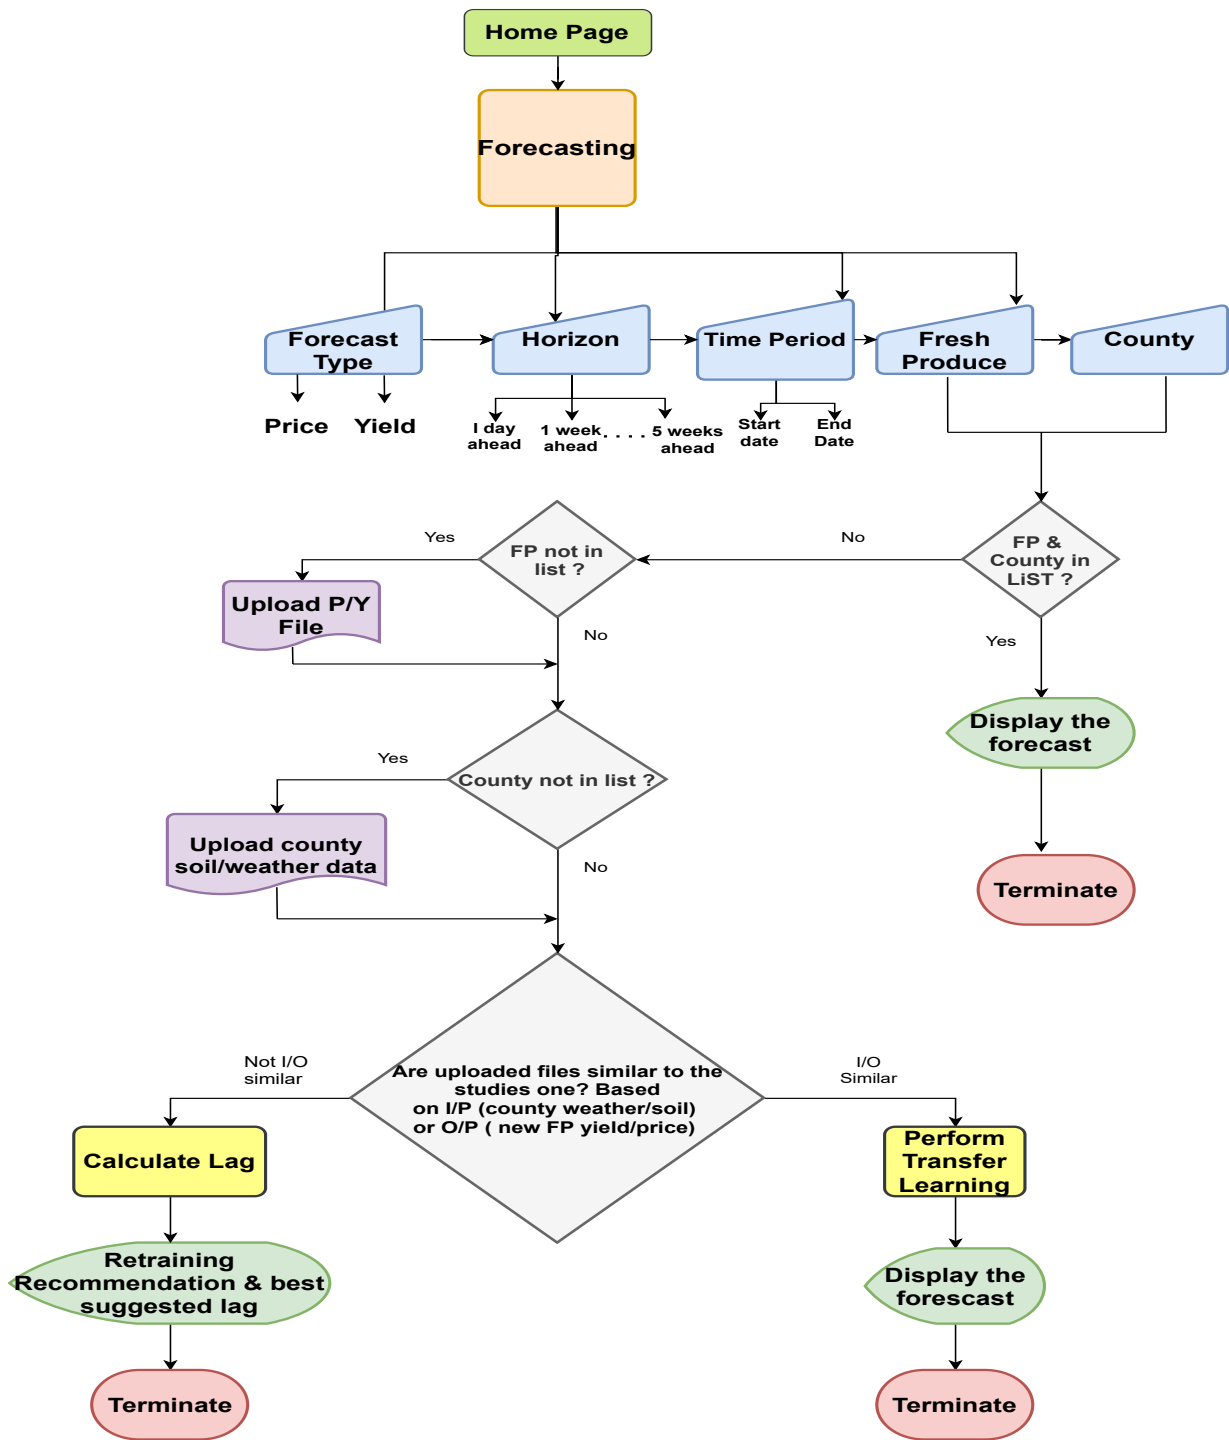 Home Page
Forecasting
Forecast
Type
Horizon
Time Period
Fresh
Produce
County
Price
Yield
I day
ahead
1 week
ahead
. . . . .
5 weeks
ahead
Start
date
End
Date
FP &
County in
LiST ?
No
Yes
FP not in
list ?
Yes
No
Upload P/Y
File
Display the
forecast
Terminate
County not in list ?
Yes
No
Upload county
soil/weather data
Are uploaded files similar to the
studies one? Based
on I/P (county weather/soil)
or O/P ( new FP yield/price)
Not I/O
similar
I/O
Similar
Calculate Lag
Perform
Transfer
Learning
Retraining
Recommendation & best
suggested lag
Display the
forescast
Terminate
Terminate